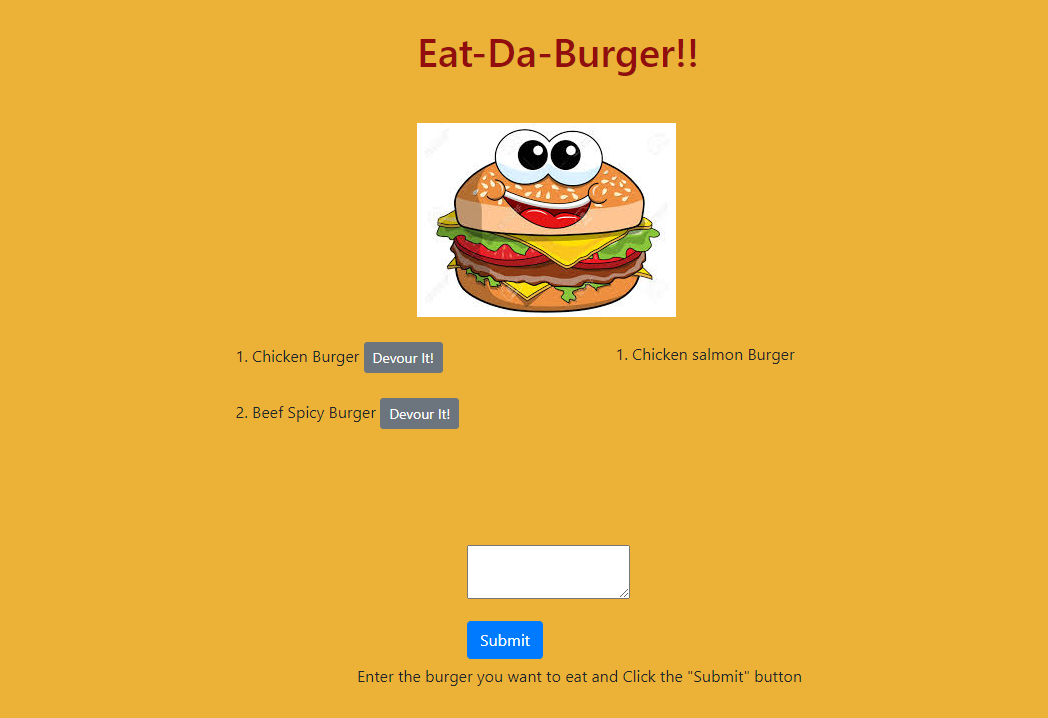 Eat-Da-Burger!!
1. Chicken Burger Devour It!
1. Chicken salmon Burger
2. Beef Spicy Burger Devour It!
Submit
Enter the burger you want to eat and Click the "Submit" button